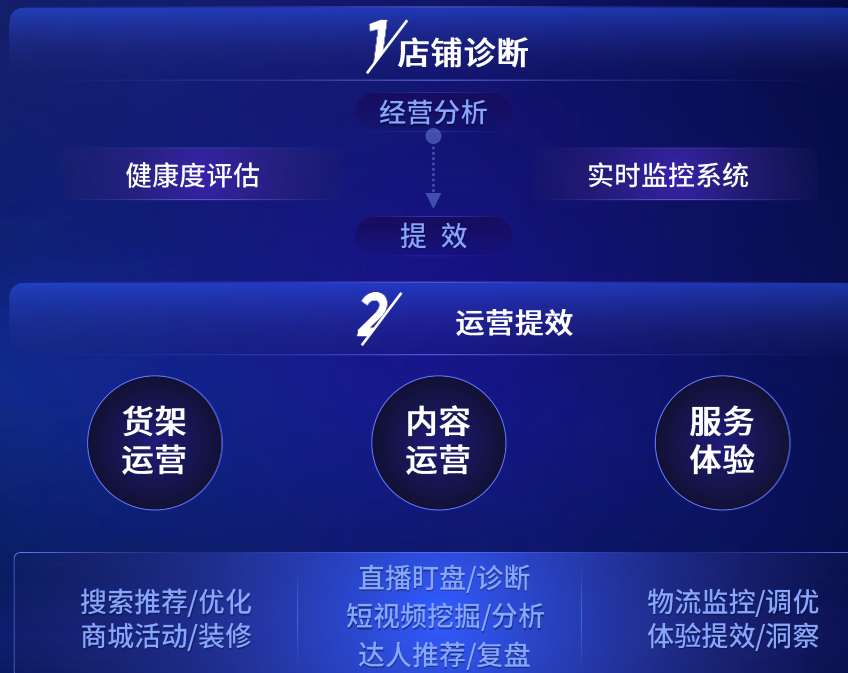 1 店铺诊断
经营分析
健康度评估
实时监控系统
提 效
2 运营提效
货架
运营
内容
运营
服务
体验
搜索推荐/优化
商城活动/装修
直播盯盘/诊断
短视频挖掘/分析
达人推荐/复盘
物流监控/调优
体验提效/洞察